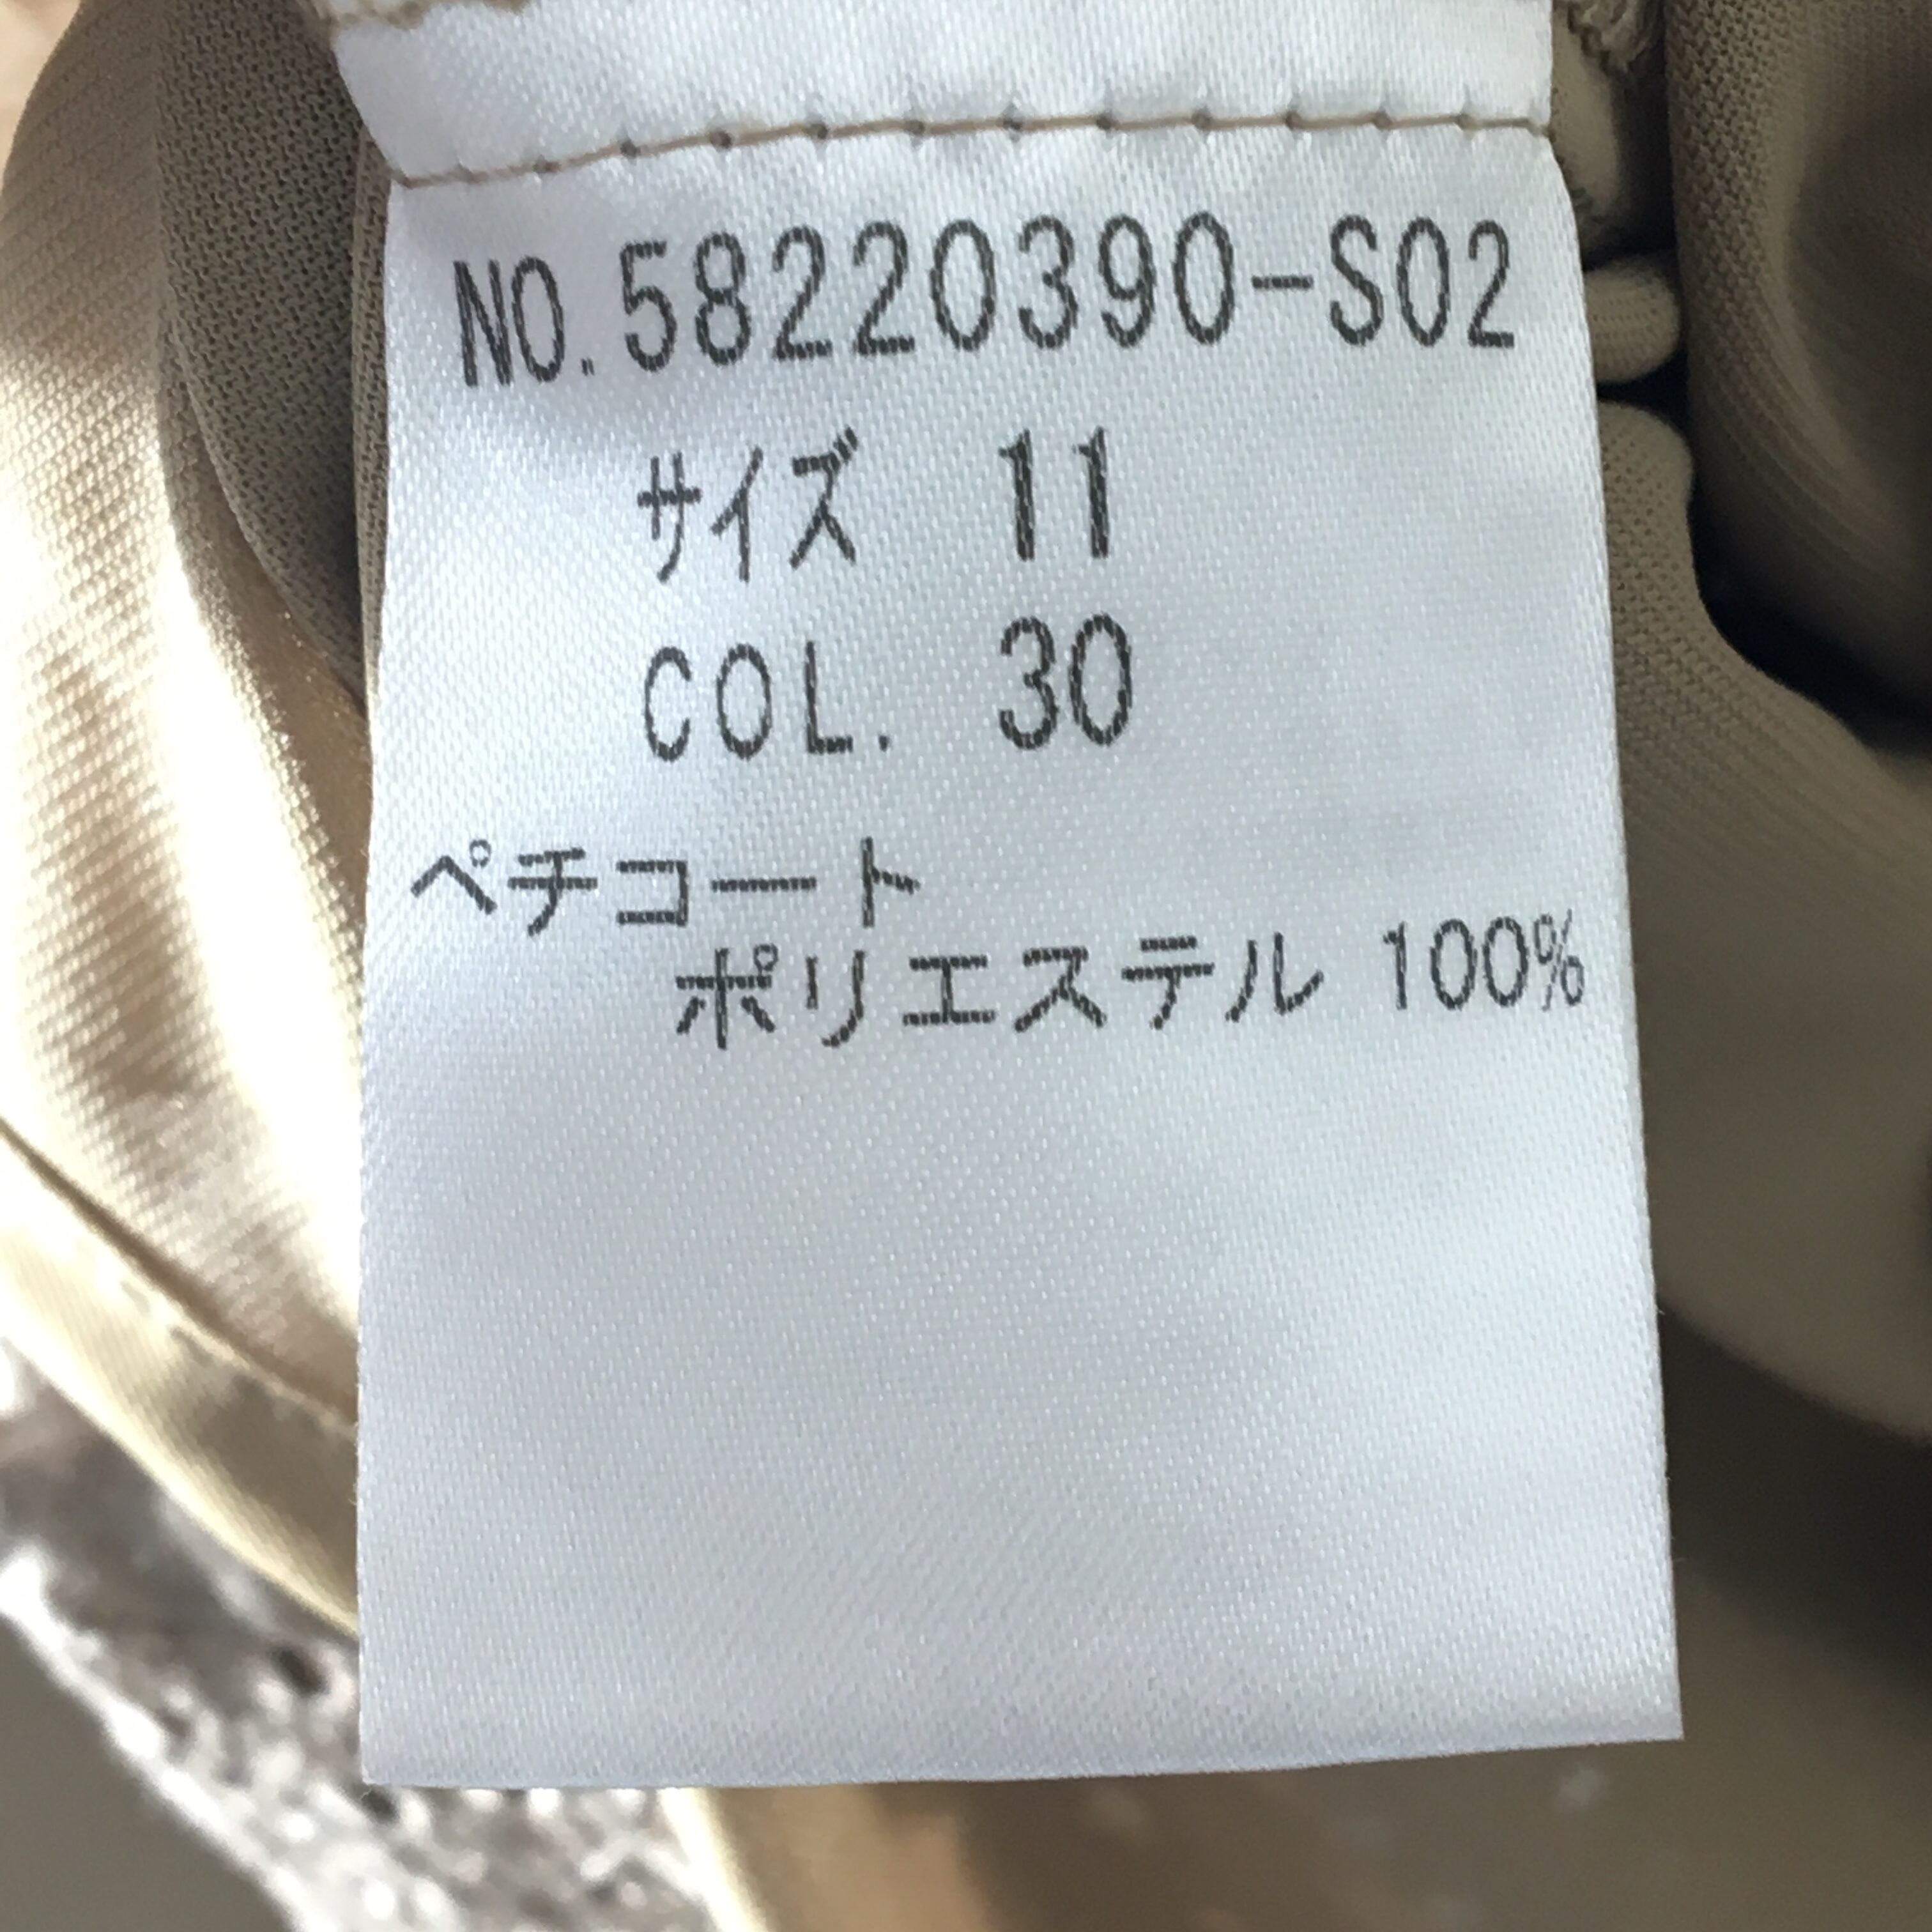 NO.58220390-S02
サイズ 11
COL. 30
ペチコート
ポリエステル 100%